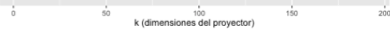 0 50 100 150 200
k (dimensiones del proyector)